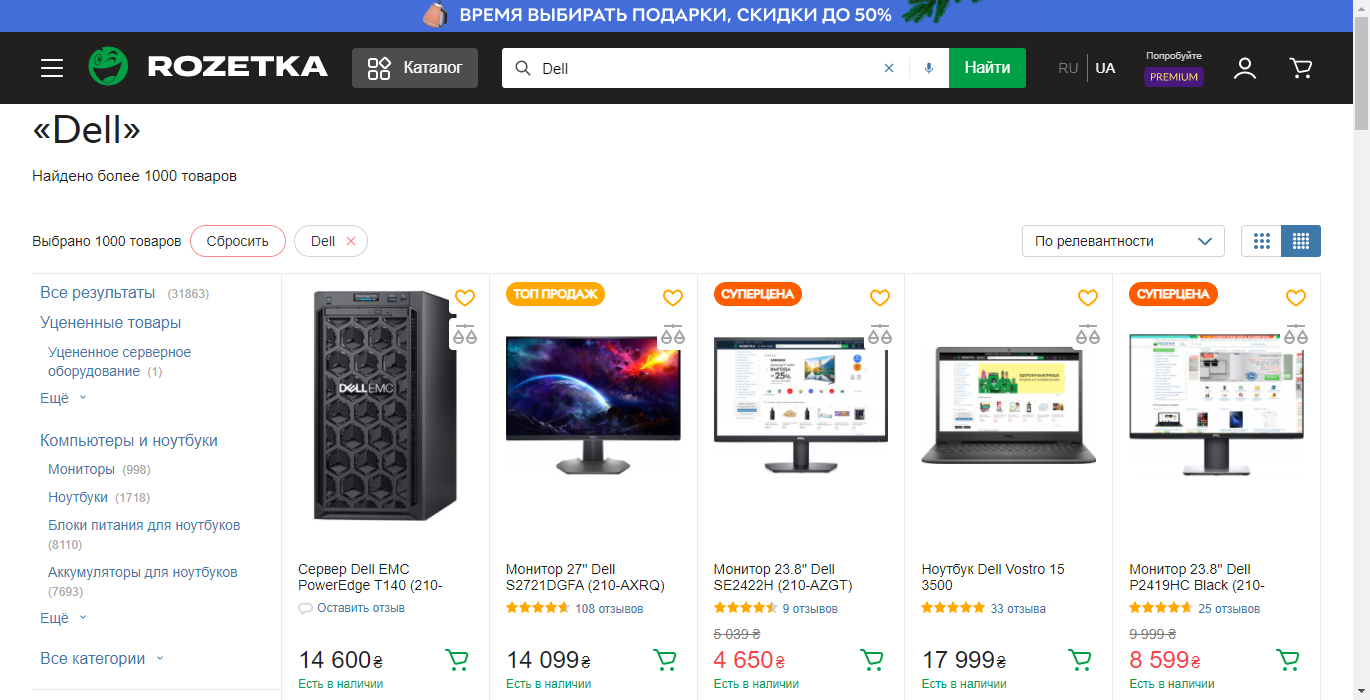 ВРЕМЯ ВЫБИРАТЬ ПОДАРКИ, СКИДКИ ДО 50%
ROZETKA
Каталог
Dell
Найти
RU
UA
Попробуйте
PREMIUM
«Dell»
Найдено более 1000 товаров
Выбрано 1000 товаров
Сбросить
Dell
По релевантности
Все результаты (31863)
Уцененные товары
Уцененное серверное
оборудование (1)
Ещё
Компьютеры и ноутбуки
Мониторы (998)
Ноутбуки (1718)
Блоки питания для ноутбуков
(8110)
Аккумуляторы для ноутбуков
(7693)
Ещё
Все категории
DELLEMC
Сервер Dell EMC
PowerEdge T140 (210-
Оставить отзыв
14 600₴
Есть в наличии
ТОП ПРОДАЖ
Монитор 27" Dell
S2721DGFA (210-AXRQ)
108 отзывов
14 099₴
Есть в наличии
СУПЕРЦЕНА
Монитор 23.8" Dell
SE2422H (210-AZGT)
9 отзывов
5 039 ₴
4 650₴
Есть в наличии
Ноутбук Dell Vostro 15
3500
33 отзыва
17 999₴
Есть в наличии
СУПЕРЦЕНА
Монитор 23.8" Dell
P2419HC Black (210-
25 отзывов
9 999 ₴
8 599₴
Есть в наличии